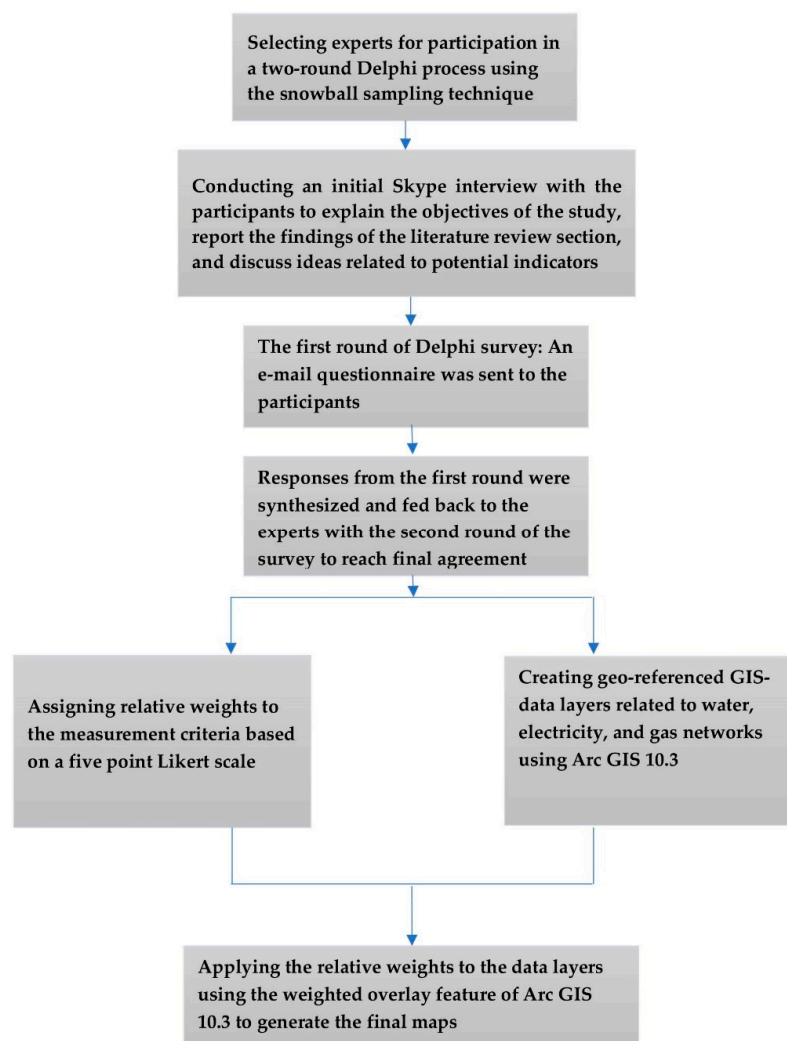 Selecting experts for participation in
a two-round Delphi process using
the snowball sampling technique
Conducting an initial Skype interview with the
participants to explain the objectives of the study,
report the findings of the literature review section,
and discuss ideas related to potential indicators
The first round of Delphi survey: An
e-mail questionnaire was sent to the
participants
Responses from the first round were
synthesized and fed back to the
experts with the second round of the
survey to reach final agreement
Assigning relative weights to
the measurement criteria based
on a five point Likert scale
Creating geo-referenced GIS-
data layers related to water,
electricity, and gas networks
using Arc GIS 10.3
Applying the relative weights to the data layers
using the weighted overlay feature of Arc GIS
10.3 to generate the final maps